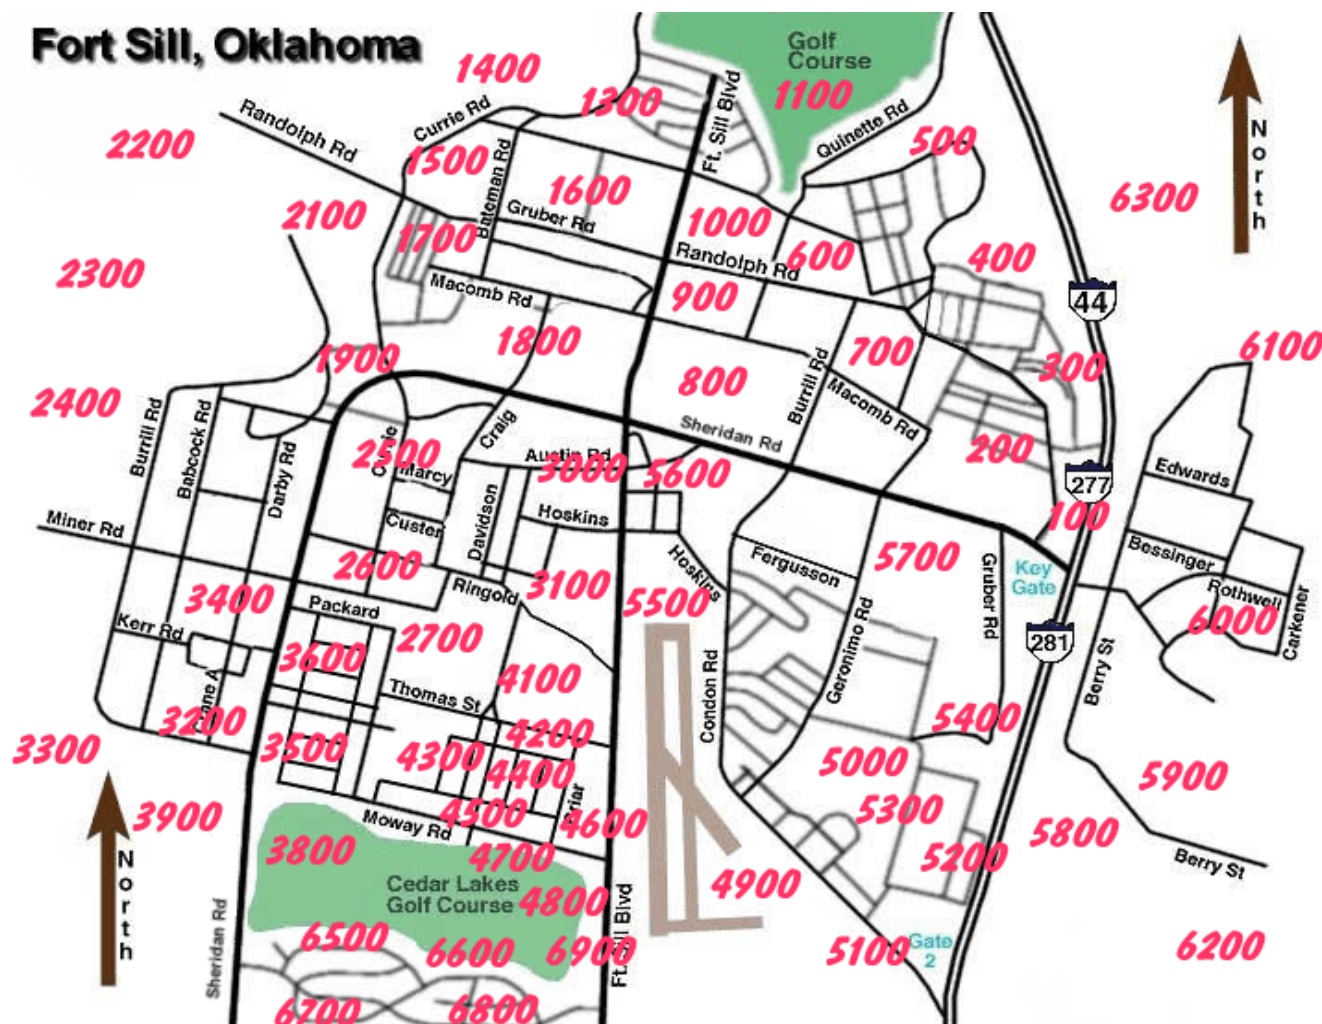 Fort Sill, Oklahoma
Golf
Course
1400
1300
1100
Ft. Sill Blvd
Currie Rd
Randolph Rd
Quinette Rd
North
2200
1500
500
Bateman Rd
1600
6300
2100
Gruber Rd
1000
1700
600
400
Randolph Rd
2300
Macomb Rd
900
44
1800
700
6100
1900
300
800
2400
Burrill Rd
Macomb Rd
Burrill Rd
Babcock Rd
Craig
Sheridan Rd
2500
Austin Rd
200
Darby Rd
Marcy
3000
5600
Edwards
277
Davidson
Hoskins
100
Miner Rd
Custer
Bessinger
Hoskins
Fergusson
5700
Gruber Rd
Key
Gate
2600
Ringold
3100
Rothwell
3400
Packard
5500
6000
Carkener
Kerr Rd
2700
Geronimo Rd
281
3600
Condon Rd
Berry St
4100
Thomas St
3200
5400
4200
3300
3500
4300
4400
5000
5900
3900
4500
Moway Rd
4600
5300
5800
3800
4700
5200
Berry St
North
Cedar Lakes
Golf Course
4800
4900
Sheridan Rd
6500
6600
6900
Ft. Sill Blvd
5100
Gate
2
6200
6700
6800